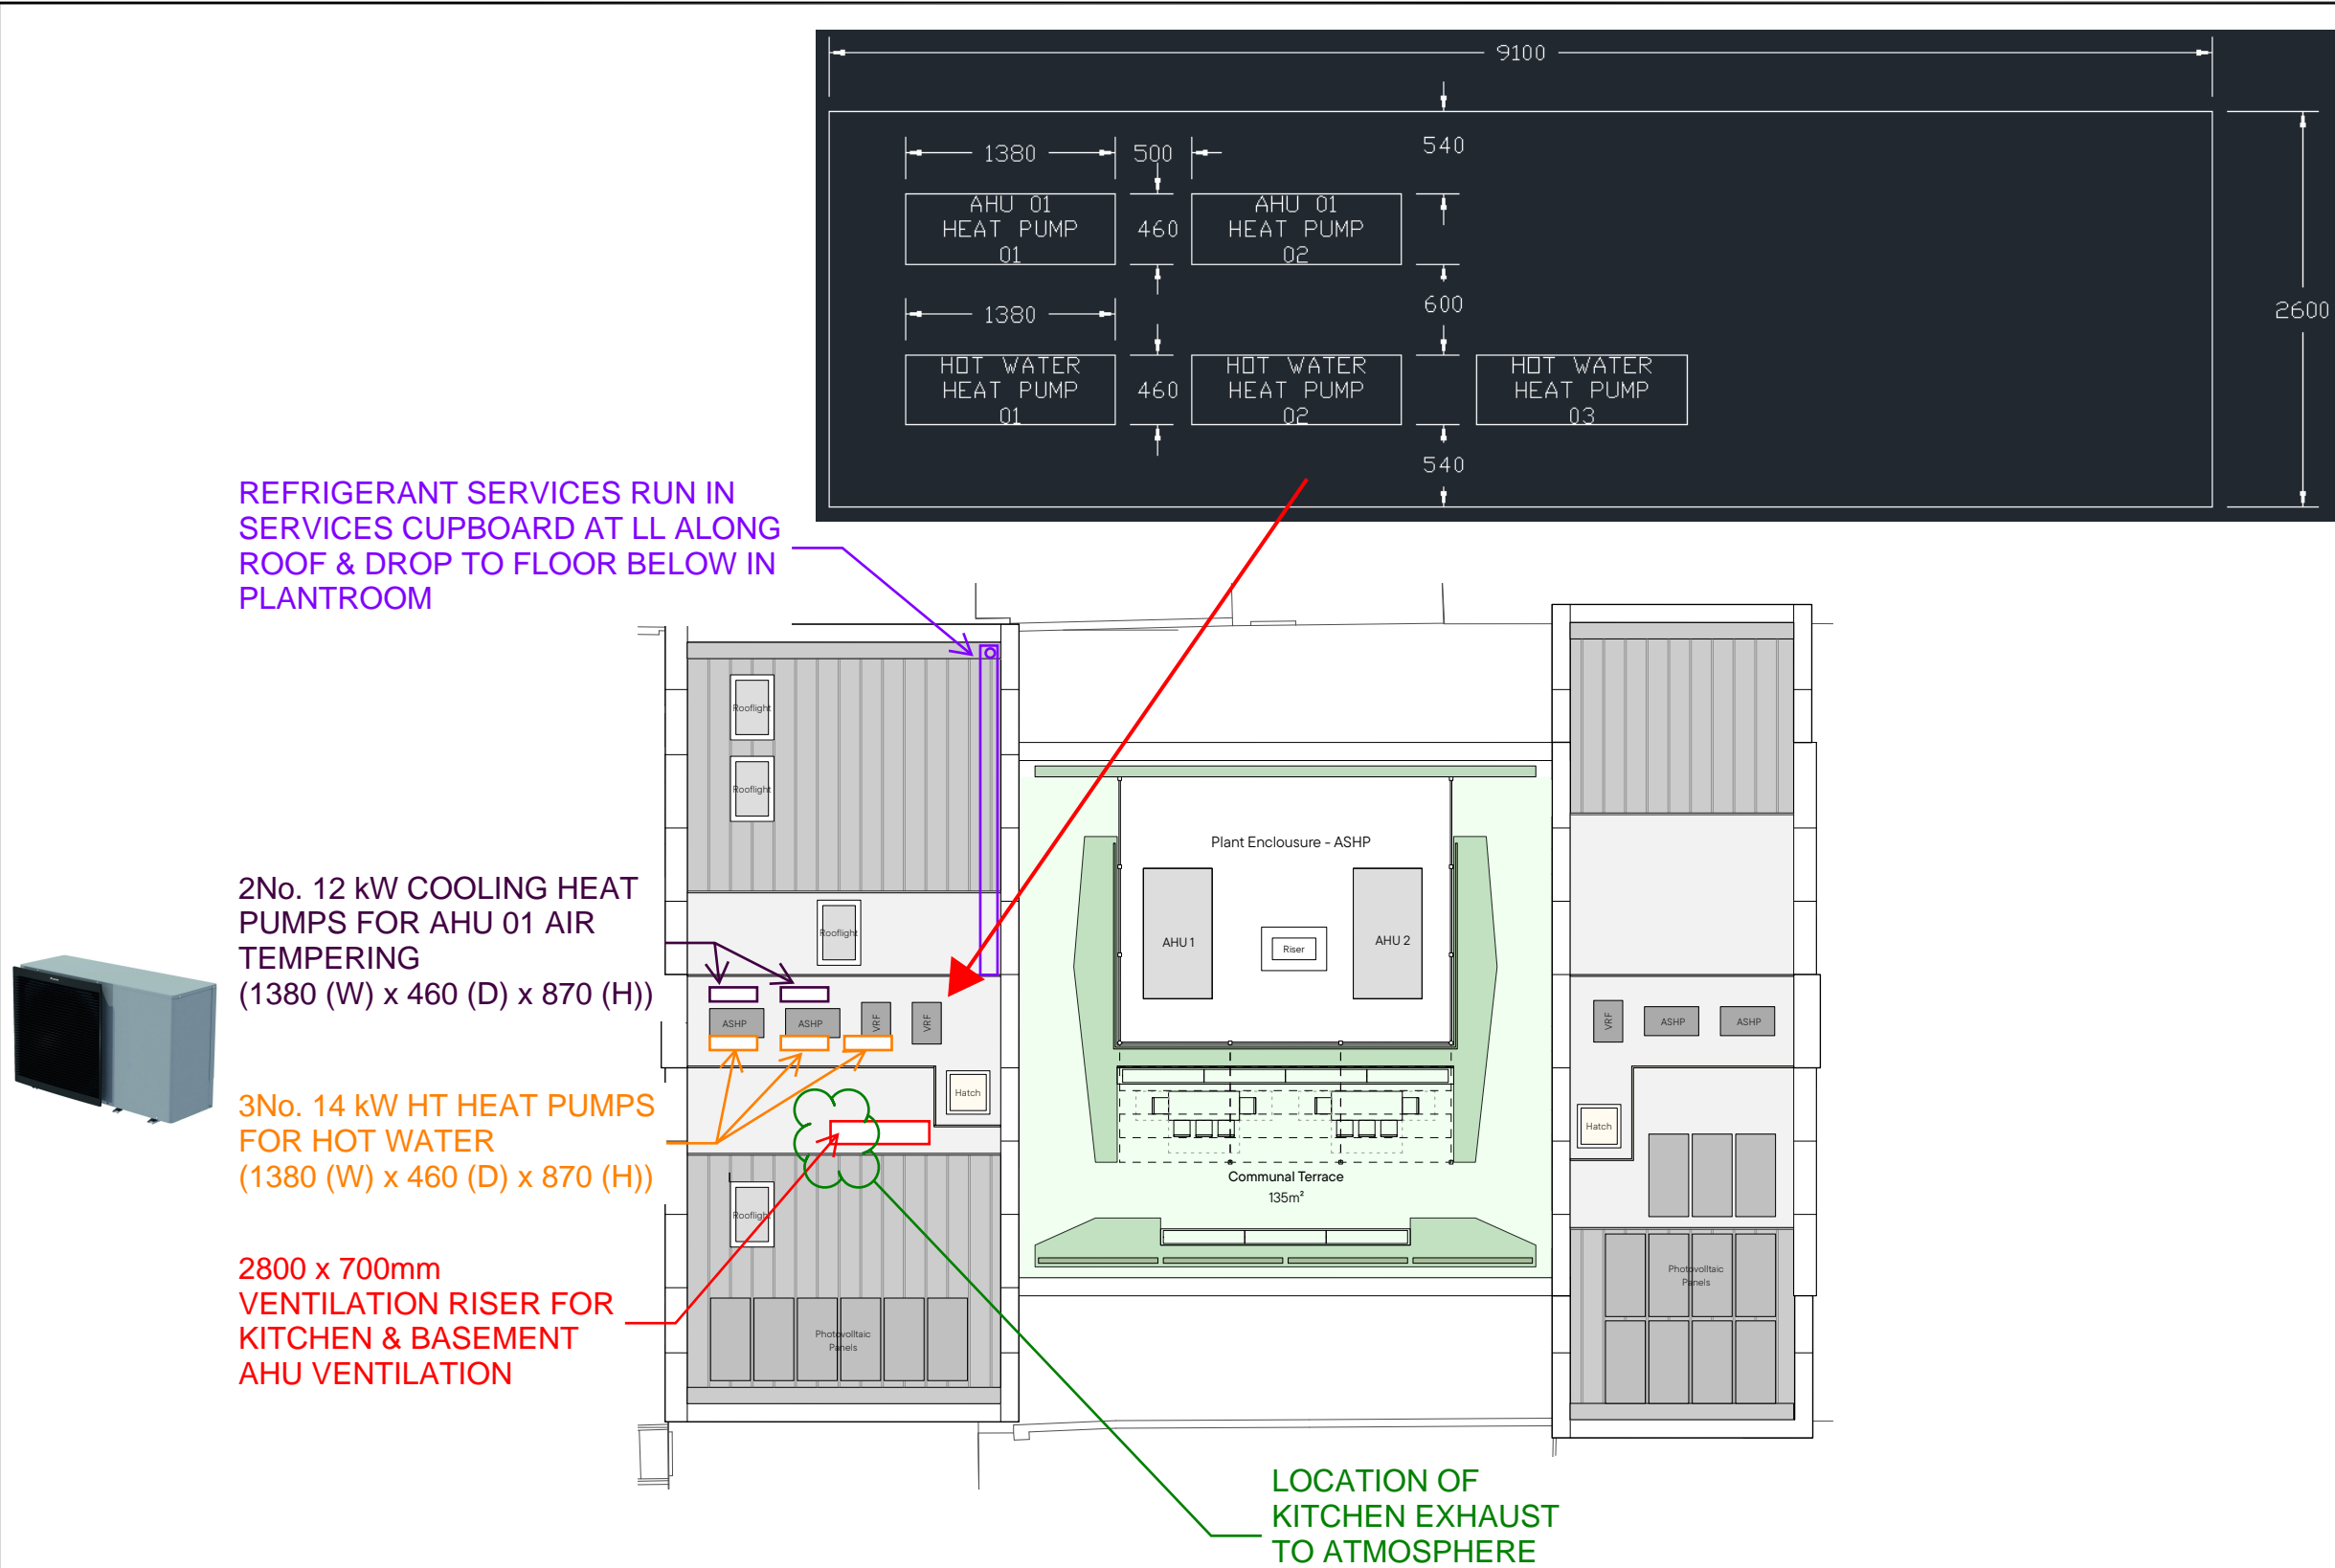 9100
1380
500
540
AHU 01
HEAT PUMP
01
460
AHU 01
HEAT PUMP
02
600
2600
1380
HOT WATER
HEAT PUMP
01
460
HOT WATER
HEAT PUMP
02
HOT WATER
HEAT PUMP
03
540
REFRIGERANT SERVICES RUN IN
SERVICES CUPBOARD AT LL ALONG
ROOF & DROP TO FLOOR BELOW IN
PLANTROOM
2No. 12 kW COOLING HEAT
PUMPS FOR AHU 01 AIR
TEMPERING
(1380 (W) x 460 (D) x 870 (H))
3No. 14 kW HT HEAT PUMPS
FOR HOT WATER
(1380 (W) x 460 (D) x 870 (H))
2800 x 700mm
VENTILATION RISER FOR
KITCHEN & BASEMENT
AHU VENTILATION
Rooflight
Rooflight
Rooflight
ASHP
ASHP
VRF
VRF
Hatch
Rooflight
Photovolltaic
Panels
Plant Enclousure - ASHP
AHU 1
Riser
AHU 2
Communal Terrace
135m²
VRF
ASHP
ASHP
Hatch
Photovolltaic
Panels
LOCATION OF
KITCHEN EXHAUST
TO ATMOSPHERE